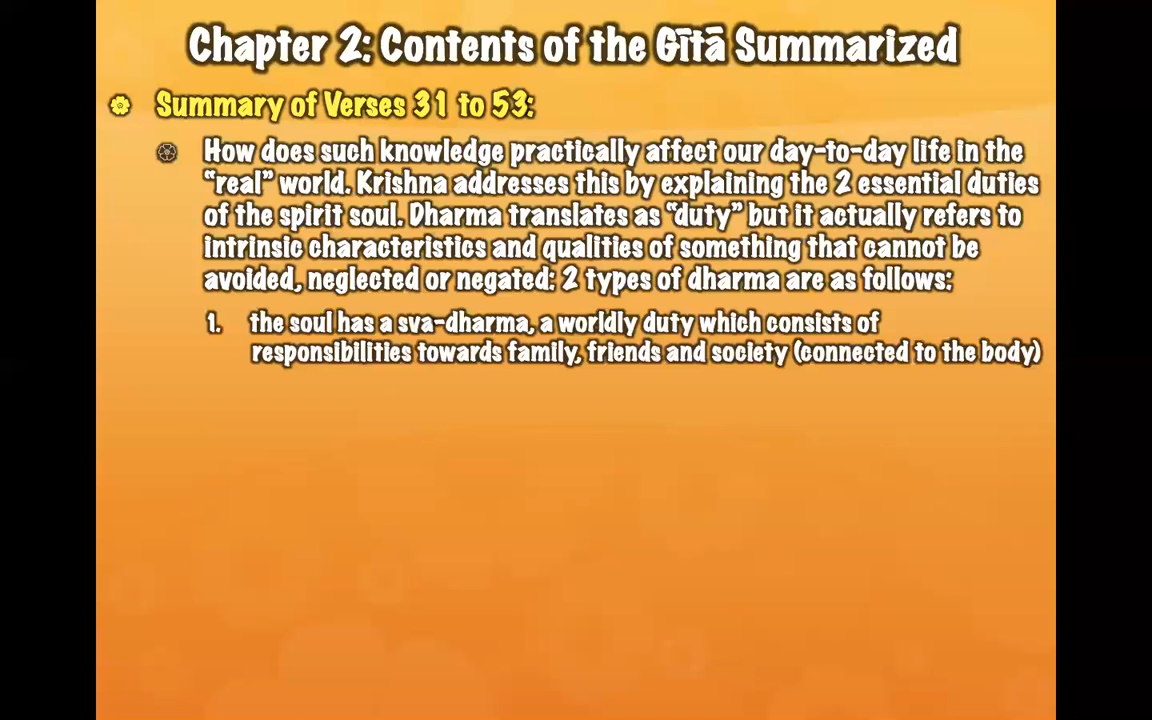 Chapter 2: Contents of the Gītā Summarized
Summary of Verses 31 to 53:
How does such knowledge practically affect our day-to-day life in the
“real” world. Krishna addresses this by explaining the 2 essential duties
of the spirit soul. Dharma translates as “duty” but it actually refers to
intrinsic characteristics and qualities of something that cannot be
avoided, neglected or negated: 2 types of dharma are as follows:
1. the soul has a sva-dharma, a worldly duty which consists of
responsibilities towards family, friends and society (connected to the body)